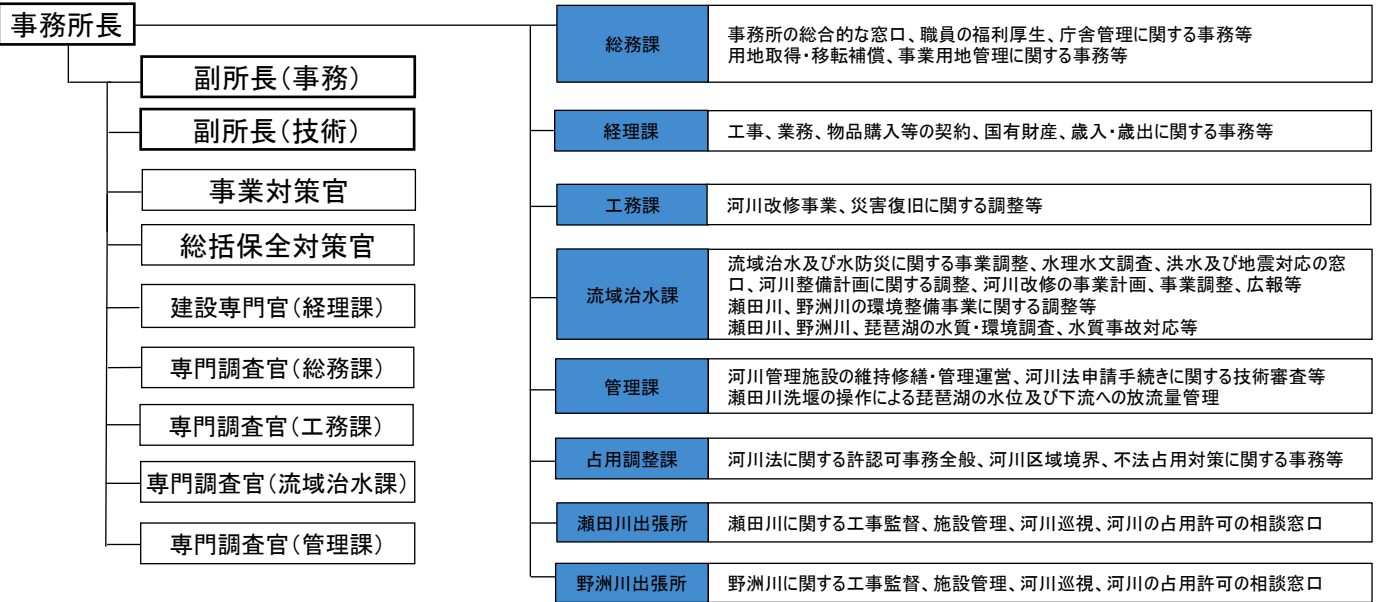 事務所長
副所長（事務）
副所長（技術）
事業対策官
総括保全対策官
建設専門官（経理課）
専門調査官（総務課）
専門調査官（工務課）
専門調査官（流域治水課）
専門調査官（管理課）
総務課
事務所の総合的な窓口、職員の福利厚生、庁舎管理に関する事務等
用地取得・移転補償、事業用地管理に関する事務等
経理課
工事、業務、物品購入等の契約、国有財産、歳入・歳出に関する事務等
工務課
河川改修事業、災害復旧に関する調整等
流域治水課
流域治水及び水防災に関する事業調整、水理水文調査、洪水及び地震対応の窓
口、河川整備計画に関する調整、河川改修の事業計画、事業調整、広報等
瀬田川、野洲川の環境整備事業に関する調整等
瀬田川、野洲川、琵琶湖の水質・環境調査、水質事故対応等
管理課
河川管理施設の維持修繕・管理運営、河川法申請手続きに関する技術審査等
瀬田川洗堰の操作による琵琶湖の水位及び下流への放流量管理
占用調整課
河川法に関する許認可事務全般、河川区域境界、不法占用対策に関する事務等
瀬田川出張所
瀬田川に関する工事監督、施設管理、河川巡視、河川の占用許可の相談窓口
野洲川出張所
野洲川に関する工事監督、施設管理、河川巡視、河川の占用許可の相談窓口